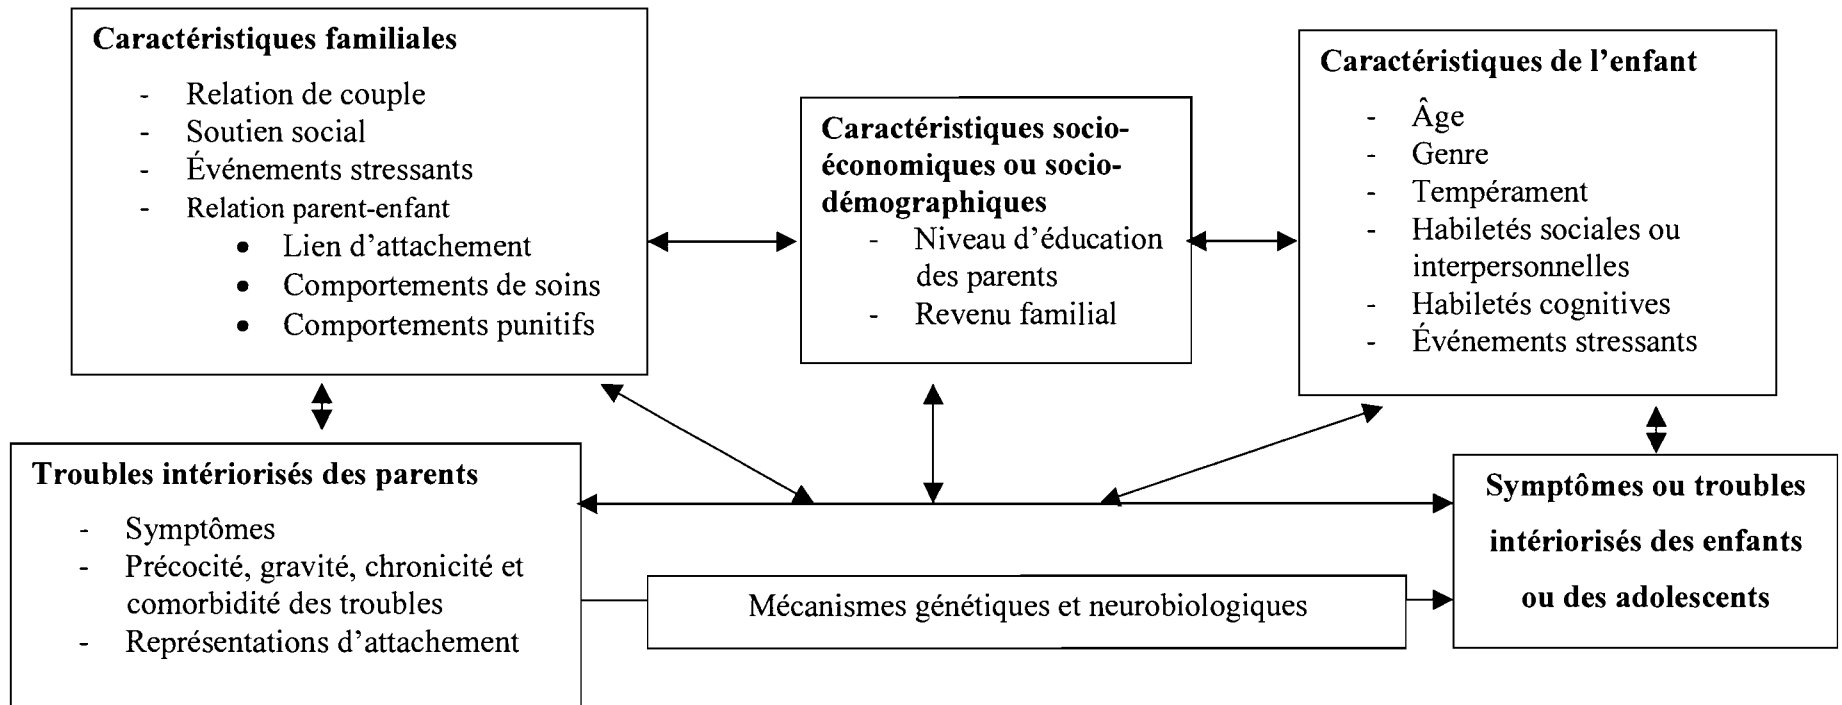 Caractéristiques familiales
- Relation de couple
- Soutien social
- Événements stressants
- Relation parent-enfant
• Lien d’attachement
• Comportements de soins
• Comportements punitifs
Caractéristiques socio-
économiques ou socio-
démographiques
- Niveau d’éducation
des parents
- Revenu familial
Caractéristiques de l’enfant
- Âge
- Genre
- Tempérament
- Habiletés sociales ou
interpersonnelles
- Habiletés cognitives
- Événements stressants
Troubles intériorisés des parents
- Symptômes
- Précocité, gravité, chronicité et
comorbidité des troubles
- Représentations d’attachement
Mécanismes génétiques et neurobiologiques
Symptômes ou troubles
intériorisés des enfants
ou des adolescents